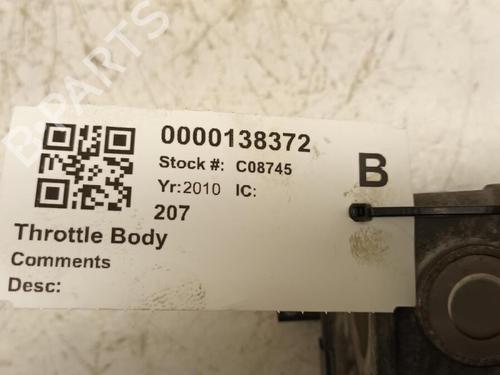 B-PARTS
0000138372
Stock #: C08745
B
Yr:2010 IC:
207
Throttle Body
Comments
Desc: